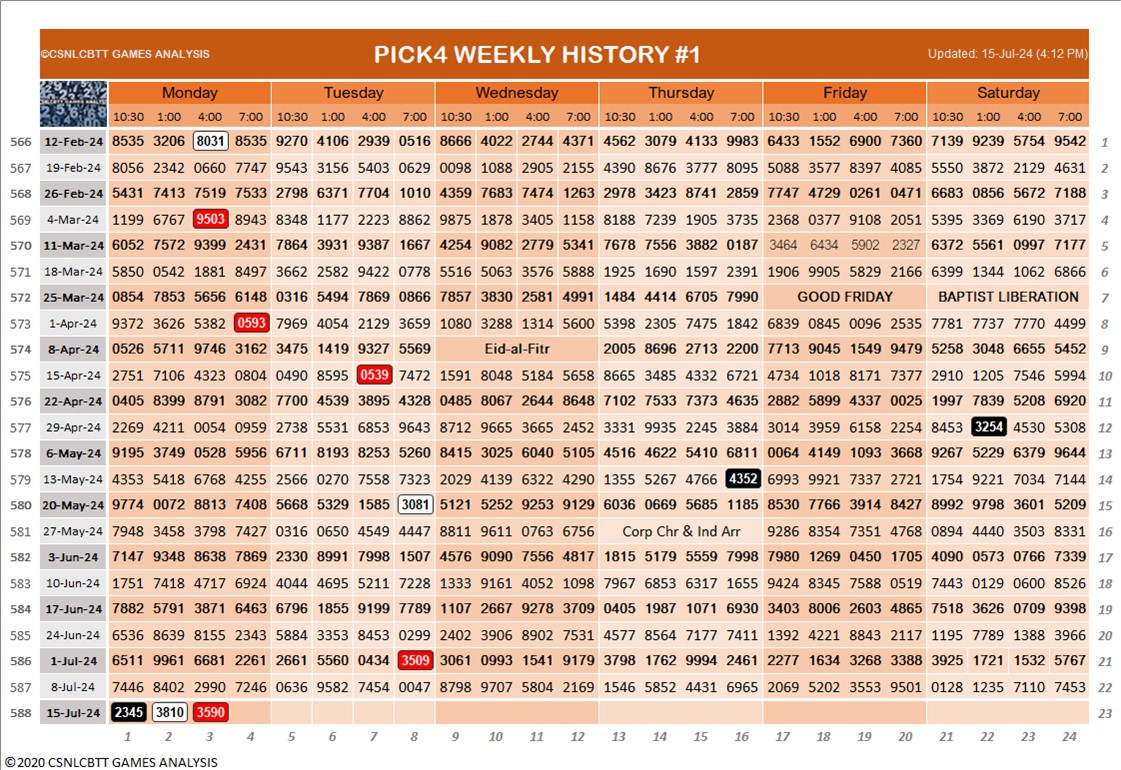 ©CSNLCBTT GAMES ANALYSIS PICK4 WEEKLY HISTORY #1 Updated: 15-Jul-24 (4:12 PM)
Monday Tuesday Wednesday Thursday Friday Saturday
10:30 1:00 4:00 7:00 10:30 1:00 4:00 7:00 10:30 1:00 4:00 7:00 10:30 1:00 4:00 7:00 10:30 1:00 4:00 7:00 10:30 1:00 4:00 7:00
566 12-Feb-24 8535 3206 8031 8535 9270 4106 2939 0516 8666 4022 2744 4371 4562 3079 4133 9983 6433 1552 6900 7360 7139 9239 5754 9542 1
567 19-Feb-24 8056 2342 0660 7747 9543 3156 5403 0629 0098 1088 2905 2155 4390 8676 3777 8095 5088 3577 8397 4085 5550 3872 2129 4631 2
568 26-Feb-24 5431 7413 7519 7533 2798 6371 7704 1010 4359 7683 7474 1263 2978 3423 8741 2859 7747 4729 0261 0471 6683 0856 5672 7188 3
569 4-Mar-24 1199 6767 9503 8943 8348 1177 2223 8862 9875 1878 3405 1158 8188 7239 1905 3735 2368 0377 9108 2051 5395 3369 6190 3717 4
570 11-Mar-24 6052 7572 9399 2431 7864 3931 9387 1667 4254 9082 2779 5341 7678 7556 3882 0187 3464 6434 5902 2327 6372 5561 0997 7177 5
571 18-Mar-24 5850 0542 1881 8497 3662 2582 9422 0778 5516 5063 3576 5888 1925 1690 1597 2391 1906 9905 5829 2166 6399 1344 1062 6866 6
572 25-Mar-24 0854 7853 5656 6148 0316 5494 7869 0866 7857 3830 2581 4991 1484 4414 6705 7990 GOOD FRIDAY BAPTIST LIBERATION 7
573 1-Apr-24 9372 3626 5382 0593 7969 4054 2129 3659 1080 3288 1314 5600 5398 2305 7475 1842 6839 0845 0096 2535 7781 7737 7770 4499 8
574 8-Apr-24 0526 5711 9746 3162 3475 1419 9327 5569 Eid-al-Fitr 2005 8696 2713 2200 7713 9045 1549 9479 5258 3048 6655 5452 9
575 15-Apr-24 2751 7106 4323 0804 0490 8595 0539 7472 1591 8048 5184 5658 8665 3485 4332 6721 4734 1018 8171 7377 2910 1205 7546 5994 10
576 22-Apr-24 0405 8399 8791 3082 7700 4539 3895 4328 0485 8067 2644 8648 7102 7533 7373 4635 2882 5899 4337 0025 1997 7839 5208 6920 11
577 29-Apr-24 2269 4211 0054 0959 2738 5531 6853 9643 8712 9665 3665 2452 3331 9935 2245 3884 3014 3959 6158 2254 8453 3254 4530 5308 12
578 6-May-24 9195 3749 0528 5956 6711 8193 8253 5260 8415 3025 6040 5105 4516 4622 5410 6811 0064 4149 1093 3668 9267 5229 6379 9644 13
579 13-May-24 4353 5418 6768 4255 2566 0270 7558 7323 2029 4139 6322 4290 1355 5267 4766 4352 6993 9921 7337 2721 1754 9221 7034 7144 14
580 20-May-24 9774 0072 8813 7408 5668 5329 1585 3081 5121 5252 9253 9129 6036 0669 5685 1185 8530 7766 3914 8427 8992 9798 3601 5209 15
581 27-May-24 7948 3458 3798 7427 0316 0650 4549 4447 8811 9611 0763 6756 Corp Chr & Ind Arr 9286 8354 7351 4768 0894 4440 3503 8331 16
582 3-Jun-24 7147 9348 8638 7869 2330 8991 7998 1507 4576 9090 7556 4817 1815 5179 5559 7998 7980 1269 0450 1705 4090 0573 0766 7339 17
583 10-Jun-24 1751 7418 4717 6924 4044 4695 5211 7228 1333 9161 4052 1098 7967 6853 6317 1655 9424 8345 7588 0519 7443 0129 0600 8526 18
584 17-Jun-24 7882 5791 3871 6463 6796 1855 9199 7789 1107 2667 9278 3709 0405 1987 1071 6930 3403 8006 2603 4865 7518 3626 0709 9398 19
585 24-Jun-24 6536 8639 8155 2343 5884 3353 8453 0299 2402 3906 8902 7531 4577 8564 7177 7411 1392 4221 8843 2117 1195 7789 1388 3966 20
586 1-Jul-24 6511 9961 6681 2261 2661 5560 0434 3509 3061 0993 1541 9179 3798 1762 9994 2461 2277 1634 3268 3388 3925 1721 1532 5767 21
587 8-Jul-24 7446 8402 2990 7246 0636 9582 7454 0047 8798 9707 5804 2169 1546 5852 4431 6965 2069 5202 3553 9501 0128 1235 7110 7453 22
588 15-Jul-24 2345 3810 3590 23
1 2 3 4 5 6 7 8 9 10 11 12 13 14 15 16 17 18 19 20 21 22 23 24
©2020 CSNLCBTT GAMES ANALYSIS